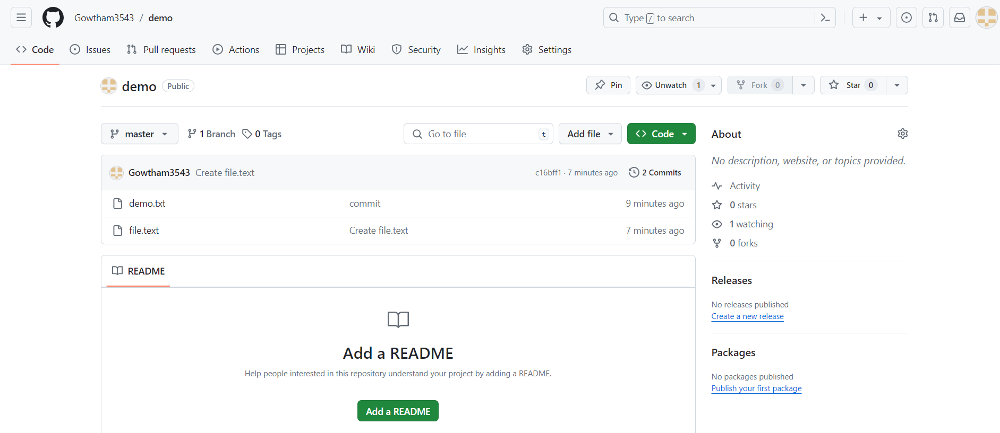 Gowtham3543 / demo
Type / to search
Code Issues Pull requests Actions Projects Wiki Security Insights Settings
demo Public
Pin Unwatch 1 Fork 0 Star 0
master 1 Branch 0 Tags Go to file t Add file Code
Gowtham3543 Create file.text c16bff1 · 7 minutes ago 2 Commits
demo.txt commit 9 minutes ago
file.text Create file.text 7 minutes ago
README
Add a README
Help people interested in this repository understand your project by adding a README.
Add a README
About
No description, website, or topics provided.
Activity
0 stars
1 watching
0 forks
Releases
No releases published
Create a new release
Packages
No packages published
Publish your first package